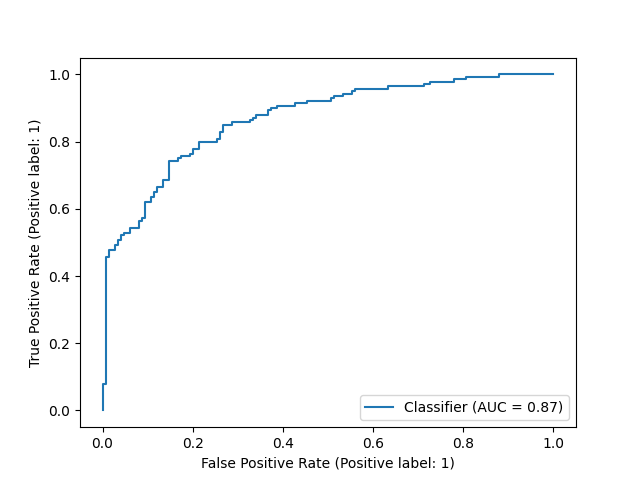 1.0
0.8
0.6
0.4
0.2
0.0
True Positive Rate (Positive label: 1)
Classifier (AUC = 0.87)
0.0 0.2 0.4 0.6 0.8 1.0
False Positive Rate (Positive label: 1)